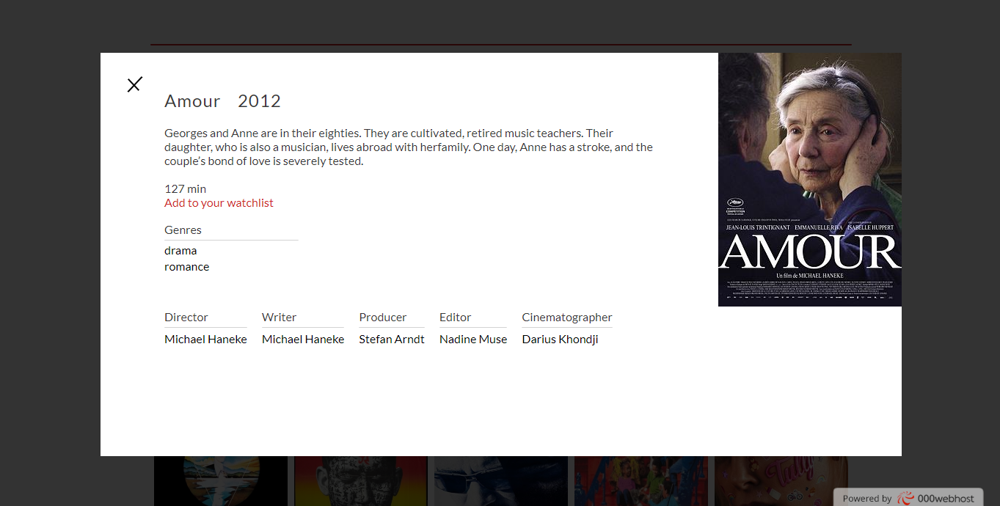 Amour 2012
Georges and Anne are in their eighties. They are cultivated, retired music teachers. Their
daughter, who is also a musician, lives abroad with herfamily. One day, Anne has a stroke, and the
couple’s bond of love is severely tested.
127 min
Add to your watchlist
Genres
drama
romance
Director Writer Producer Editor Cinematographer
Michael Haneke Michael Haneke Stefan Arndt Nadine Muse Darius Khondji
COMPETITION
JEAN-LOUIS TRINTIGNANT EMMANUELLE RIVA ISABELLE HUPPERT
AMOUR
Un film de MICHAEL HANEKE
Tully
Powered by 000webhost